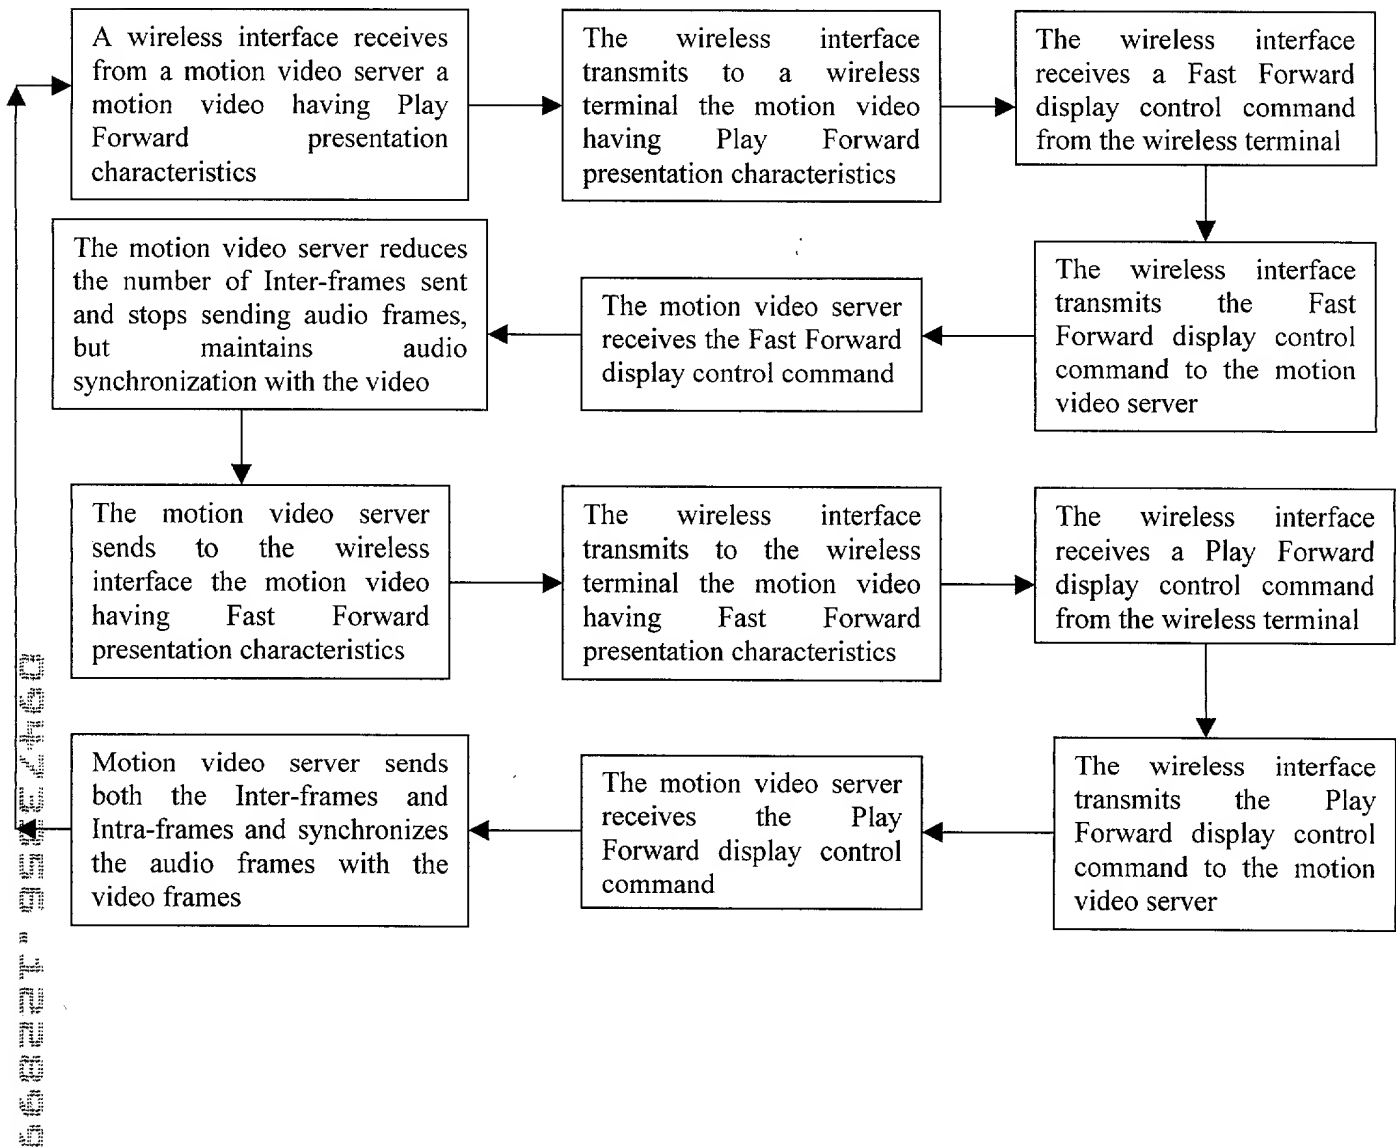 A wireless interface receives
from a motion video server a
motion video having Play
Forward presentation
characteristics
The wireless interface
transmits to a wireless
terminal the motion video
having Play Forward
presentation characteristics
The wireless interface
receives a Fast Forward
display control command
from the wireless terminal
The wireless interface
transmits the Fast
Forward display control
command to the motion
video server
The motion video server
receives the Fast Forward
display control command
The motion video server reduces
the number of Inter-frames sent
and stops sending audio frames,
but maintains audio
synchronization with the video
The motion video server
sends to the wireless
interface the motion video
having Fast Forward
presentation characteristics
The wireless interface
transmits to the wireless
terminal the motion video
having Fast Forward
presentation characteristics
The wireless interface
receives a Play Forward
display control command
from the wireless terminal
The wireless interface
transmits the Play
Forward display control
command to the motion
video server
The motion video server
receives the Play
Forward display control
command
Motion video server sends
both the Inter-frames and
Intra-frames and synchronizes
the audio frames with the
video frames